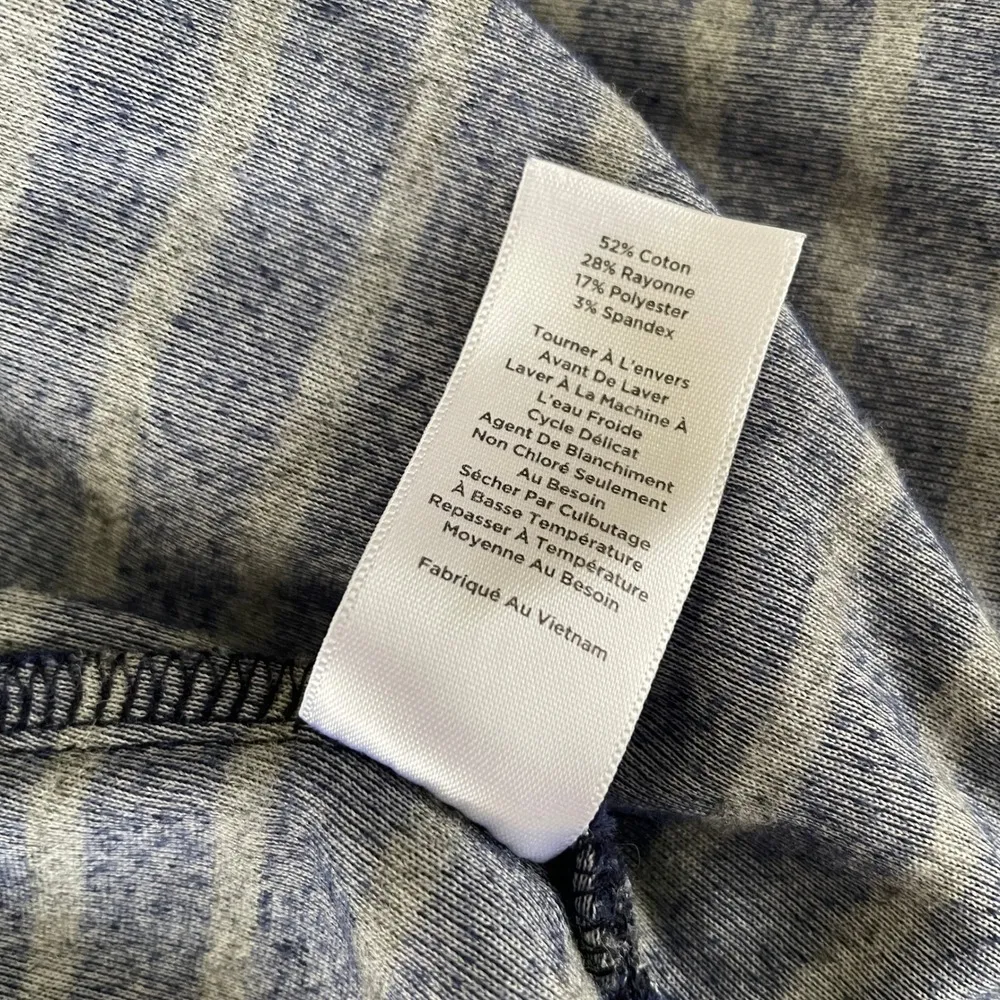 52% Coton
28% Rayonne
17% Polyester
3% Spandex
Tourner À L'envers
Avant De Laver
Laver À La Machine À
L'eau Froide
Cycle Délicat
Agent De Blanchiment
Non Chloré Seulement
Au Besoin
Sécher Par Culbutage
À Basse Température
Repasser À Température
Moyenne Au Besoin
Fabriqué Au Vietnam